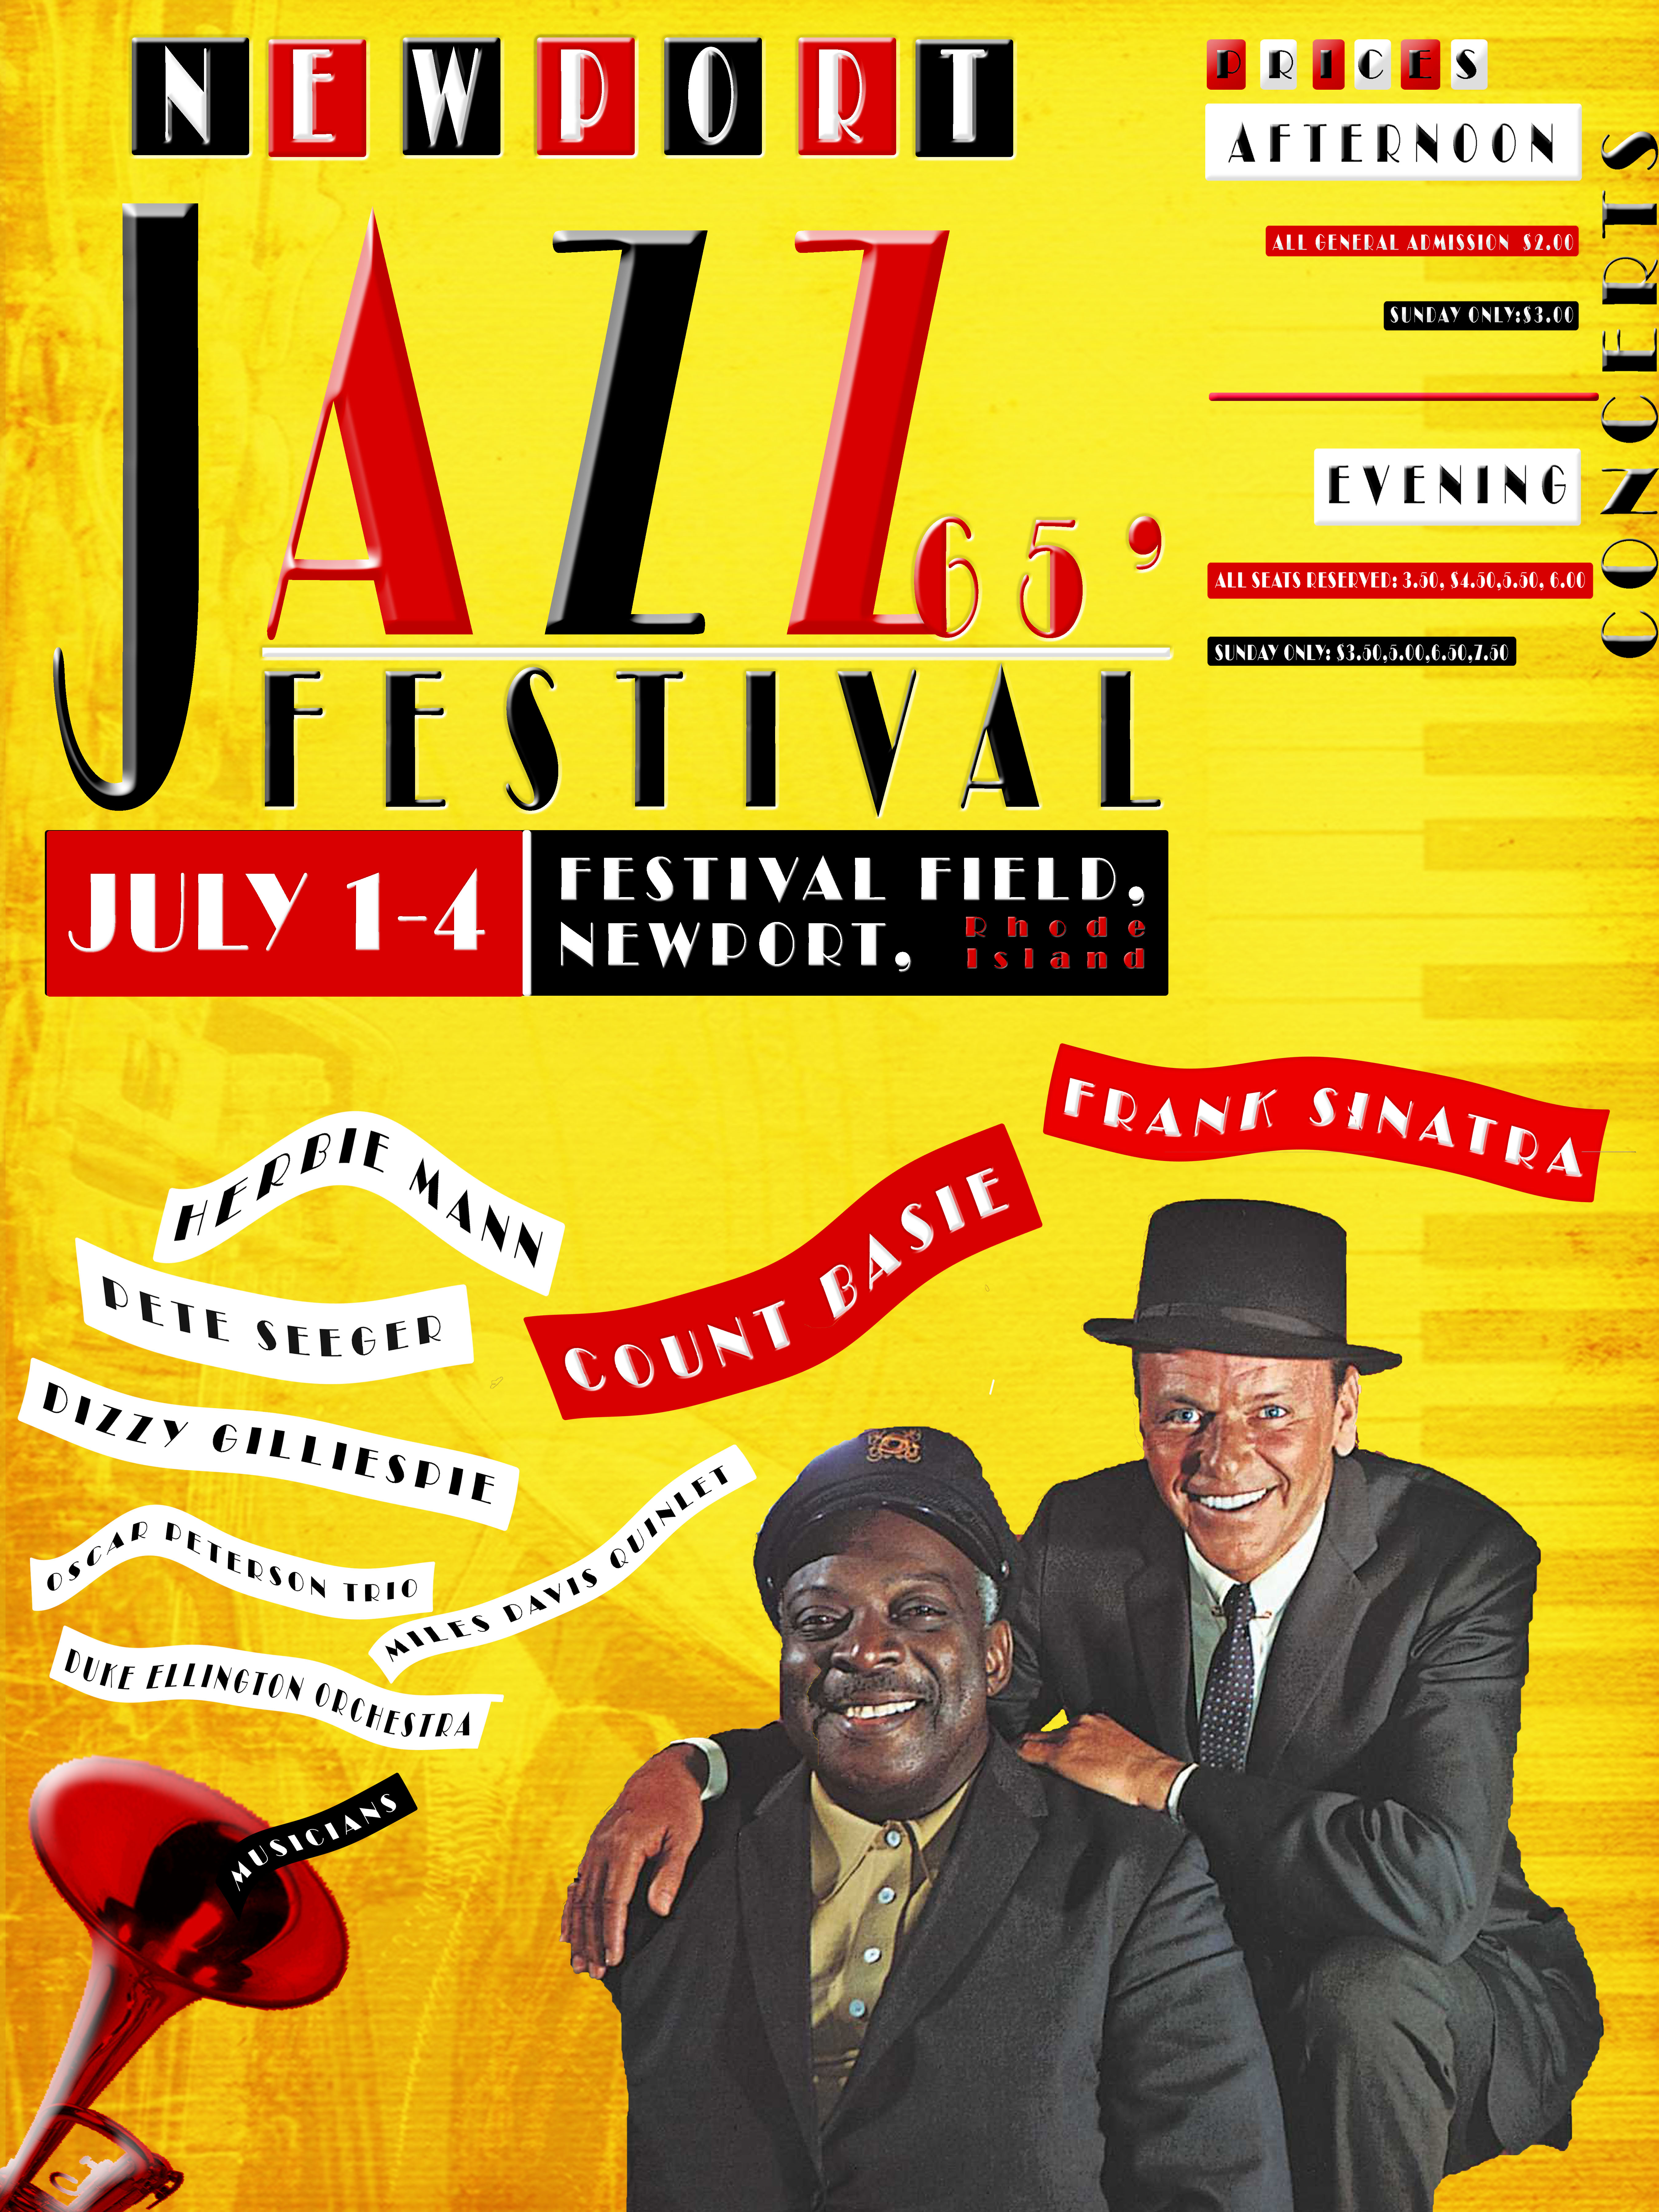 NEWPORT
JAZZ
65’
FESTIVAL
JULY 1-4
FESTIVAL FIELD,
NEWPORT,
Rhode
Island
PRICES
AFTERNOON
ALL GENERAL ADMISSION $2.00
SUNDAY ONLY:$3.00
EVENING
ALL SEATS RESERVED: 3.50, $4.50,5.50, 6.00
SUNDAY ONLY: $3.50,5.00,6.50,7.50
CONCERTS
FRANK SINATRA
COUNT BASIE
HERBIE MANN
PETE SEEGER
DIZZY GILLIESPIE
OSCAR PETERSON TRIO
MILES DAVIS QUINLET
DUKE ELLINGTON ORCHESTRA
MUSICIANS